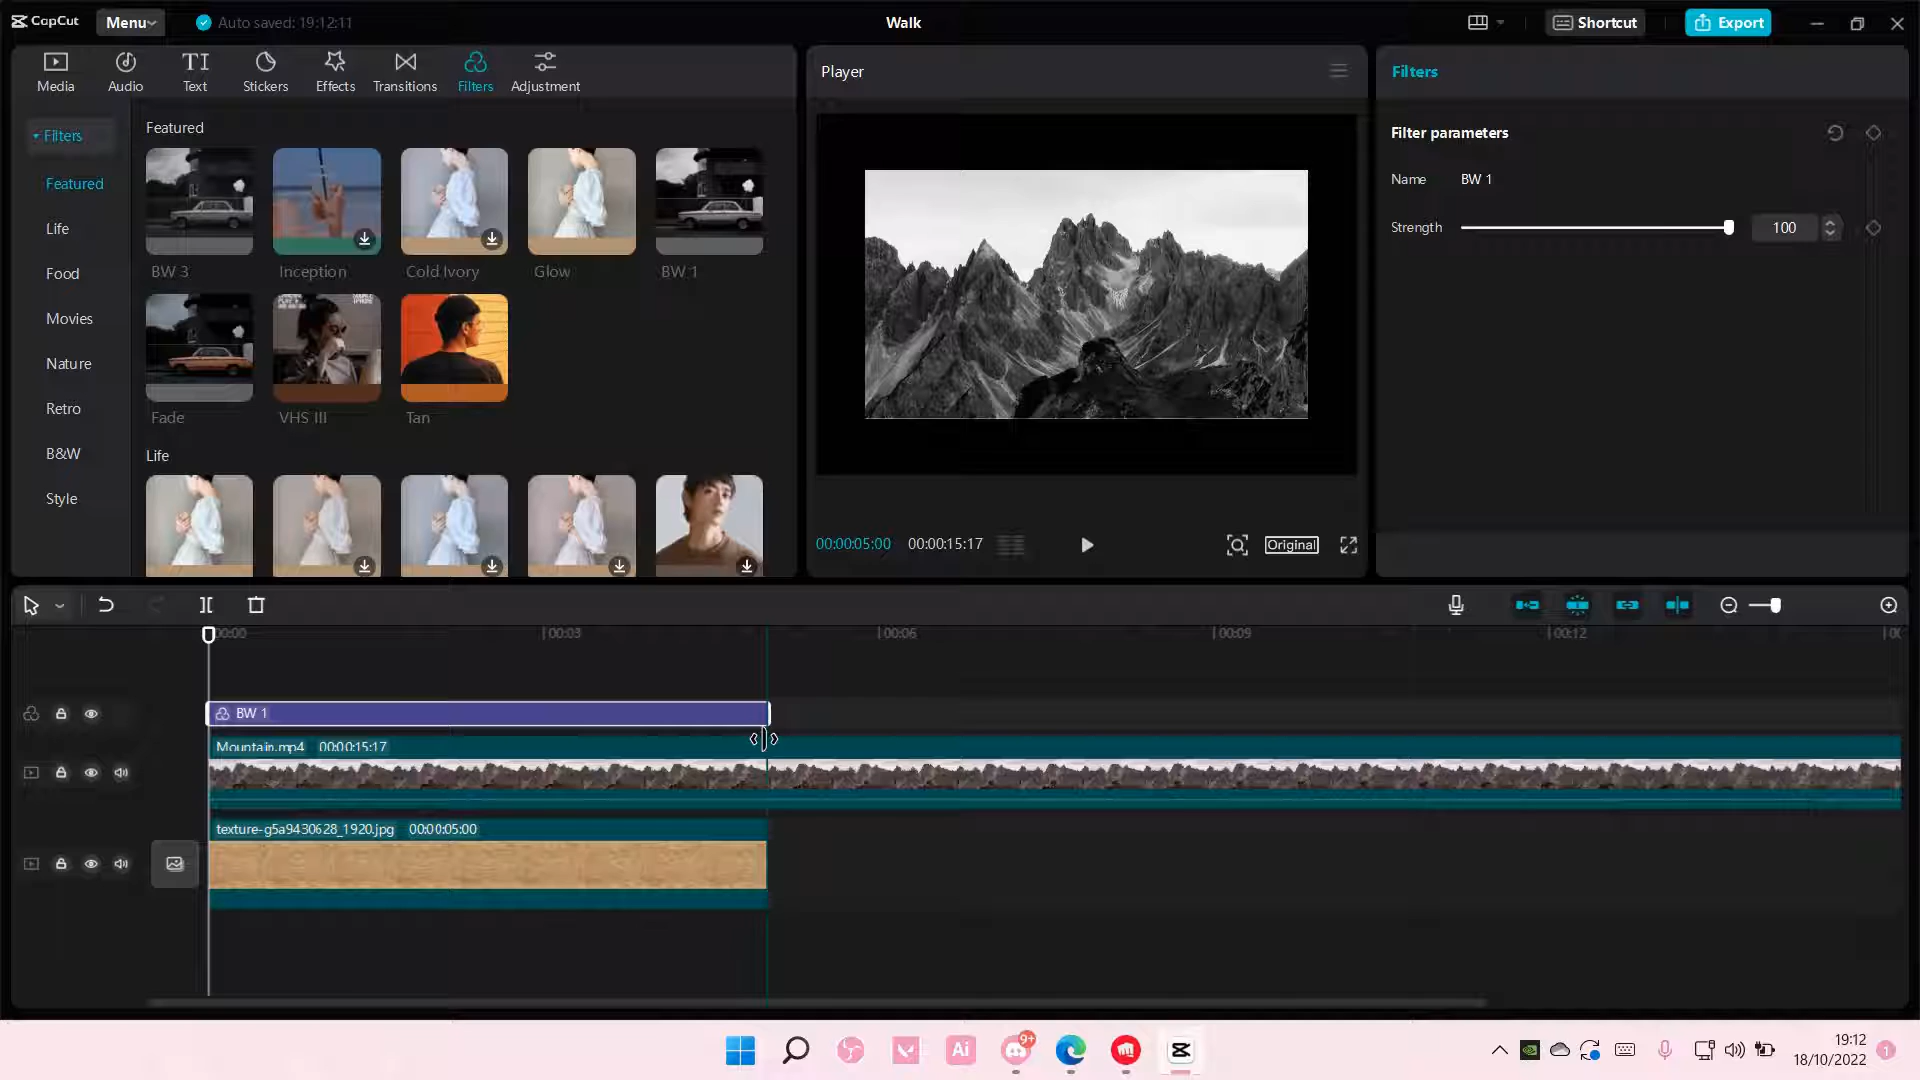 CapCut
Menu
Auto saved: 19:12:11
Walk
Shortcut
Export
Media
Audio
Text
Stickers
Effects
Transitions
Filters
Adjustment
Player
Filters
Filters
Featured
Life
Food
Movies
Nature
Retro
B&W
Style
Featured
BW 3
Inception
Cold Ivory
Glow
BW 1
Fade
VHS III
Tan
Life
Filter parameters
Name
BW 1
Strength
100
00:00:05:00
00:00:15:17
Original
00:00
00:03
00:06
00:09
00:12
BW 1
Mountain.mp4 00:00:15:17
texture-g5a9430628_1920.jpg 00:00:05:00
Ai
9+
19:12
18/10/2022
1